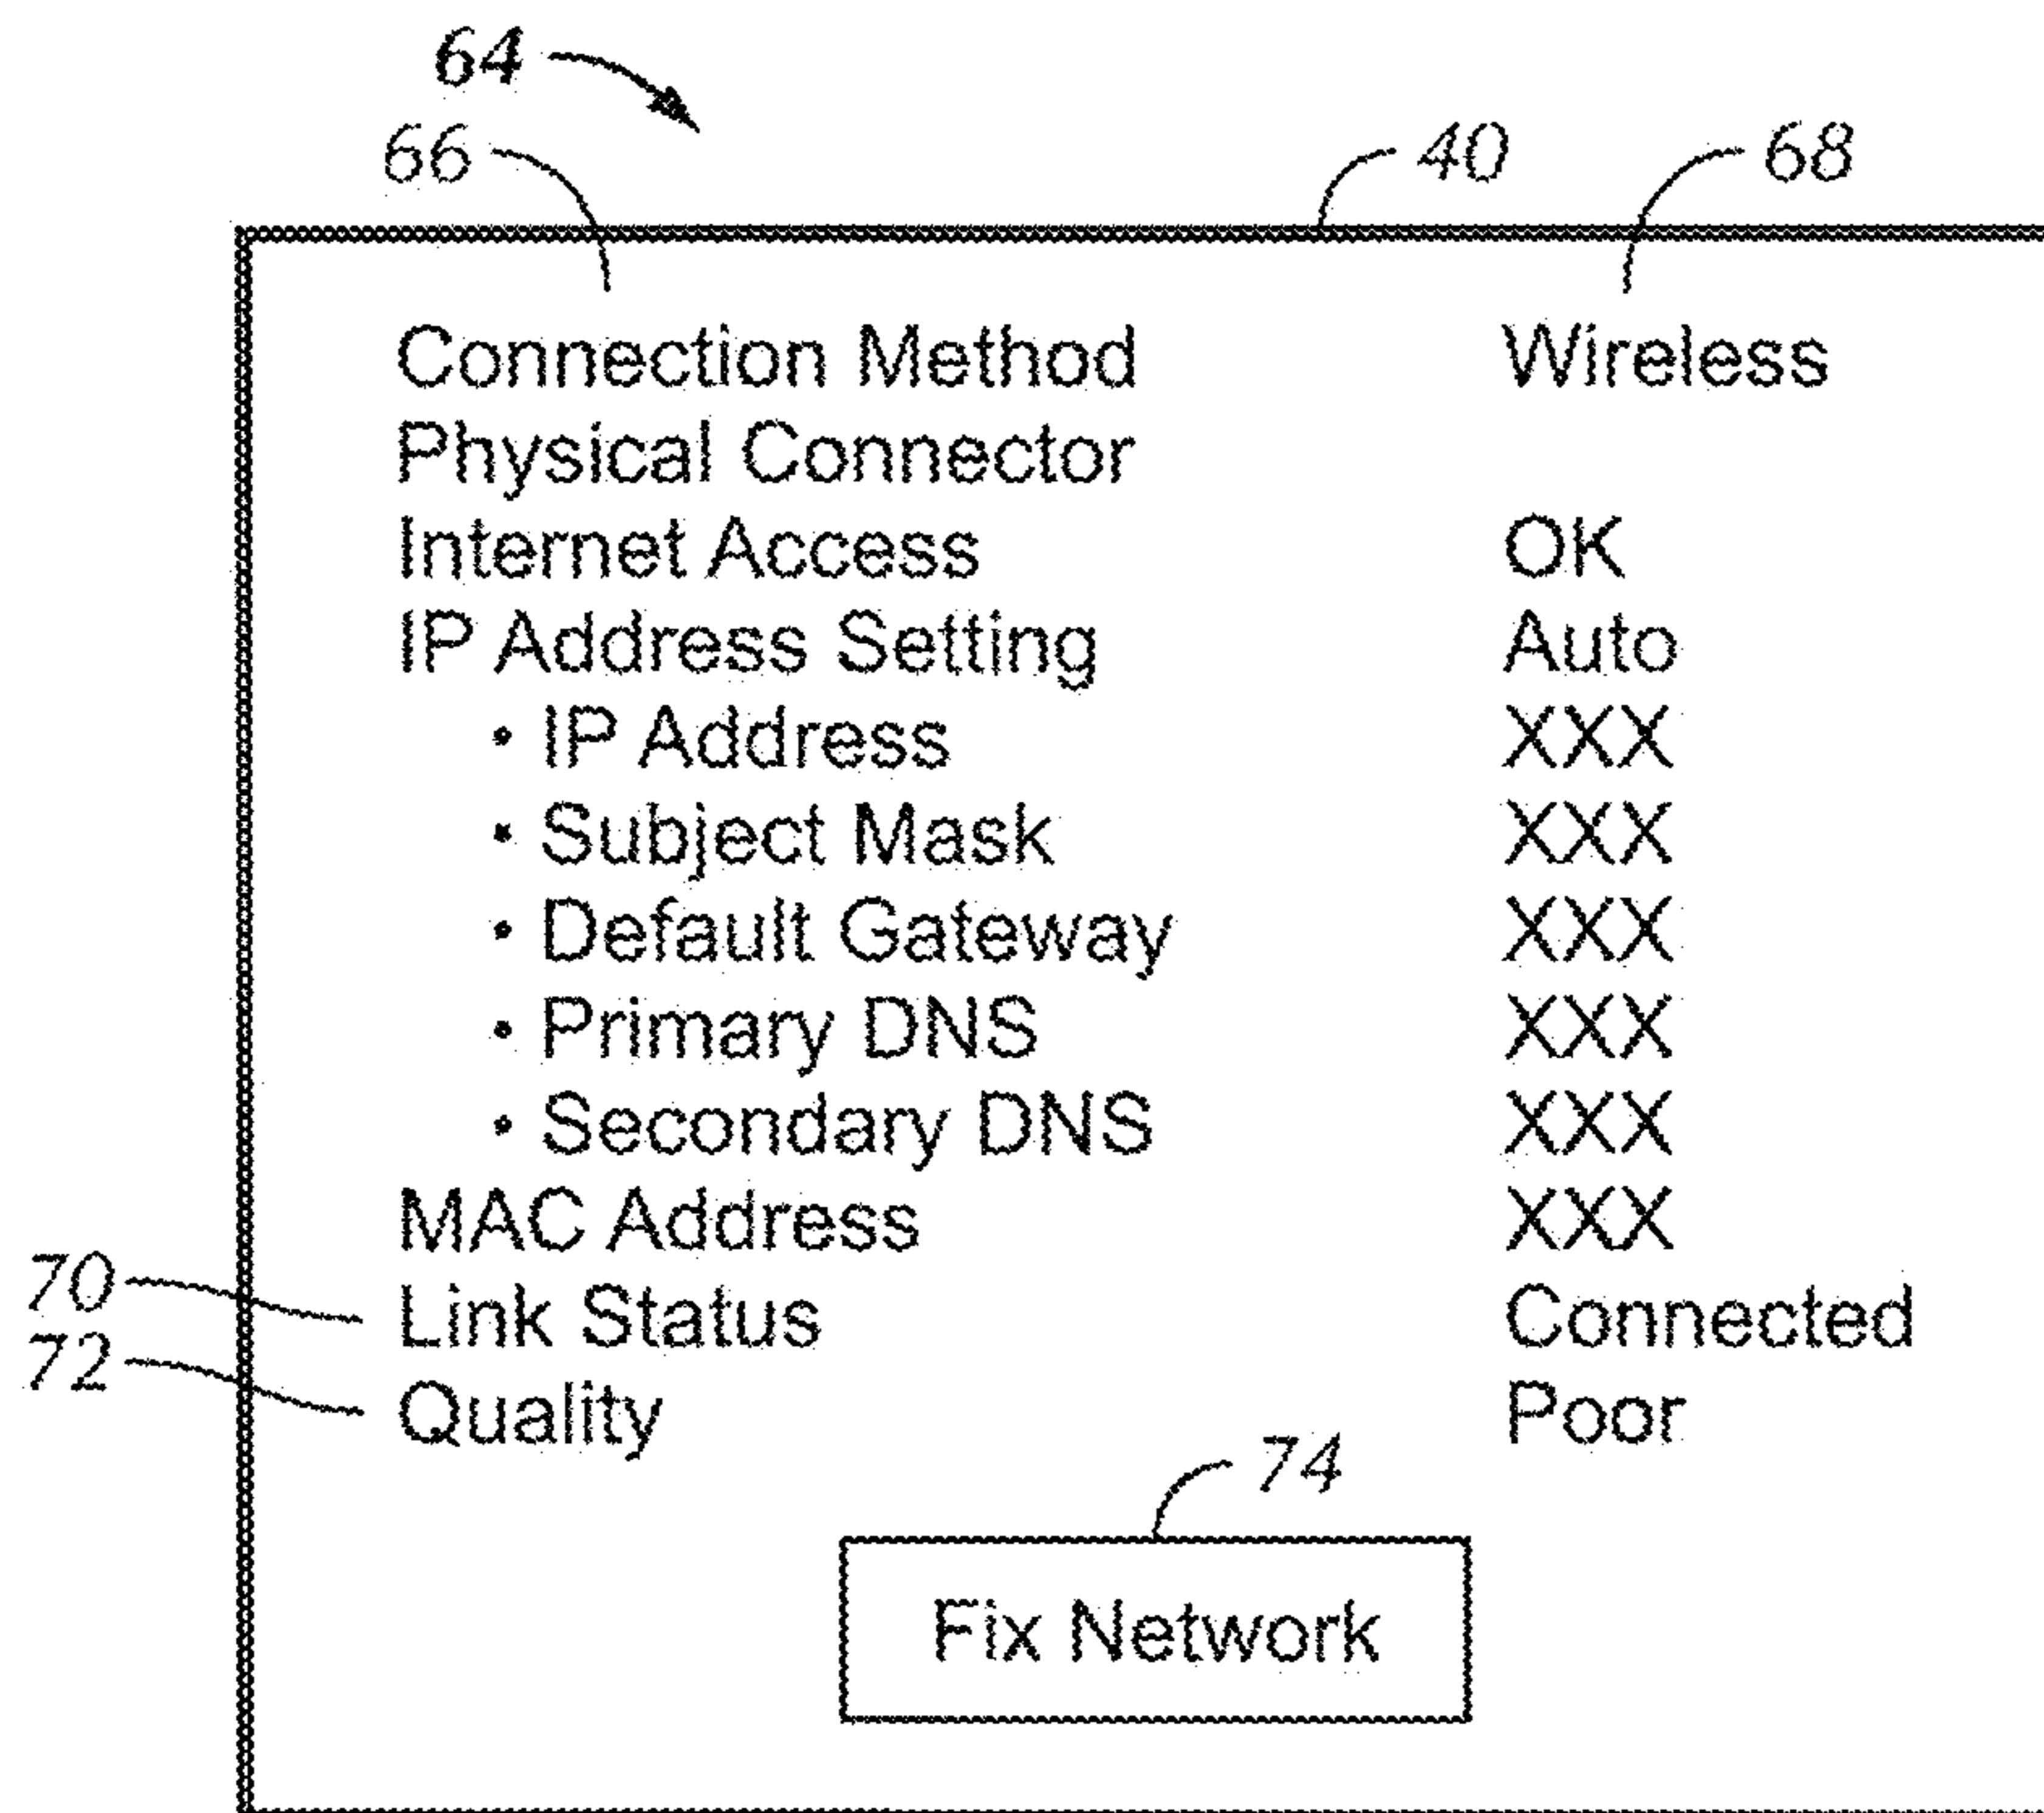 64
66 40 68
Connection Method Wireless
Physical Connector
Internet Access OK
IP Address Setting Auto
• IP Address XXX
• Subject Mask XXX
• Default Gateway XXX
• Primary DNS XXX
• Secondary DNS XXX
MAC Address XXX
70 Link Status Connected
72 Quality Poor
74
Fix Network